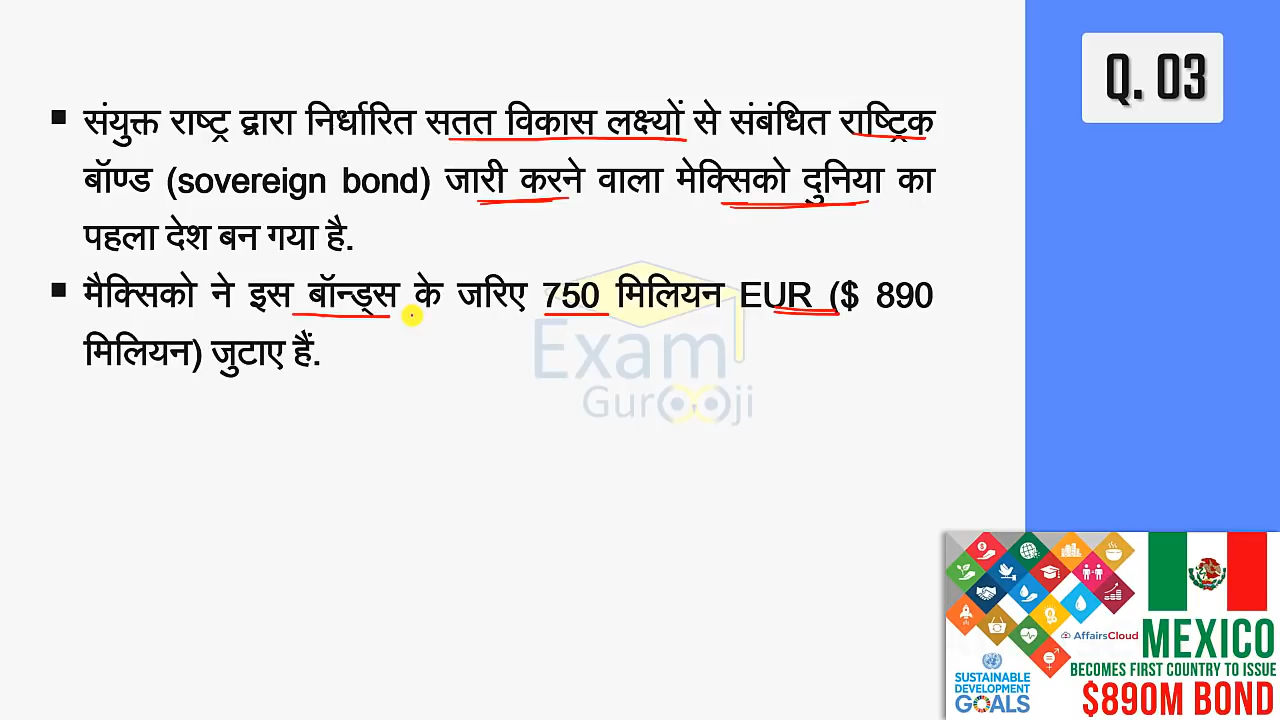 Q. 03
▪ संयुक्त राष्ट्र द्वारा निर्धारित सतत विकास लक्ष्यों से संबंधित राष्ट्रिक
बॉण्ड (sovereign bond) जारी करने वाला मेक्सिको दुनिया का
पहला देश बन गया है.
▪ मैक्सिको ने इस बॉन्ड्स के जरिए 750 मिलियन EUR ($ 890
मिलियन) जुटाए हैं.
Exam
Gurooji
AffairsCloud
MEXICO
BECOMES FIRST COUNTRY TO ISSUE
$890M BOND
SUSTAINABLE
DEVELOPMENT
GOALS